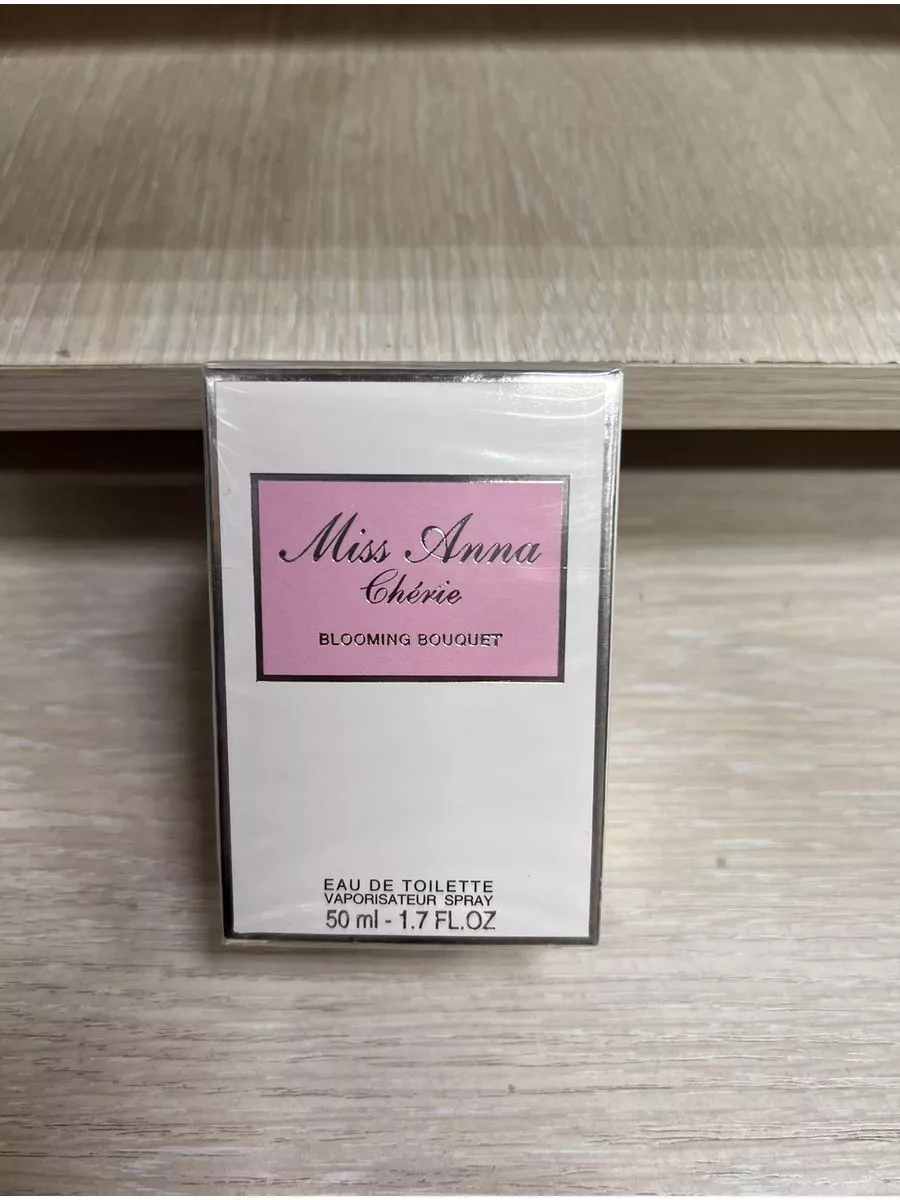 Miss Anna
Chérie
BLOOMING BOUQUET
EAU DE TOILETTE
VAPORISATEUR SPRAY
50 ml - 1.7 FL.OZ